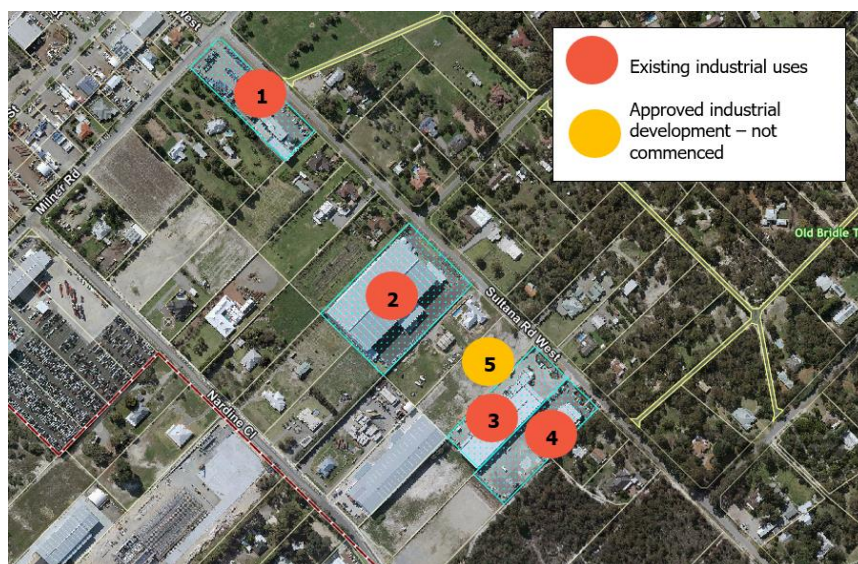 West
1
Existing industrial uses
Approved industrial
development – not
commenced
St
Milner Rd
Old Bridle T
2
Sultana Rd West
5
Nardine Cl
3
4